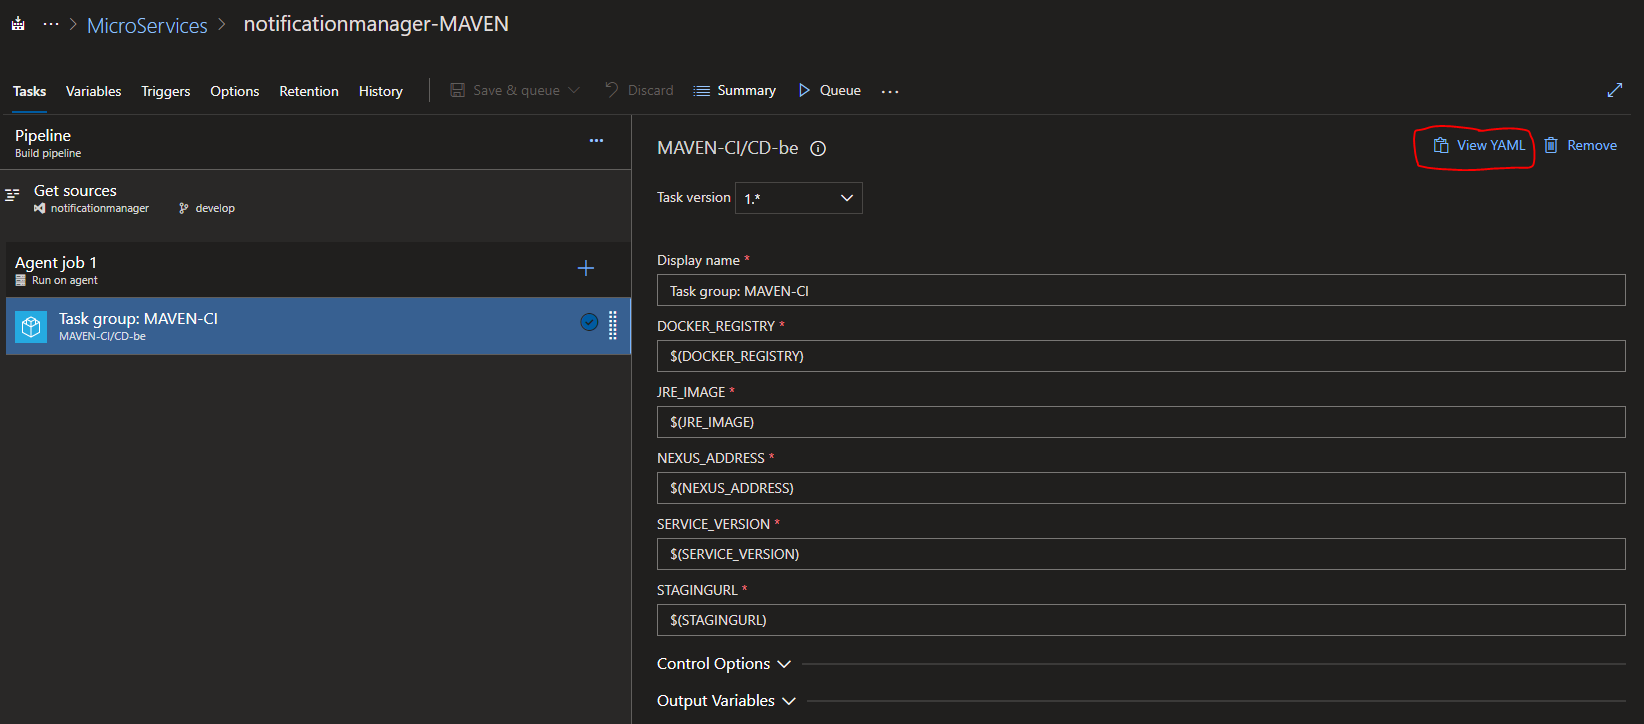 ··· > MicroServices > notificationmanager-MAVEN
Tasks Variables Triggers Options Retention History Save & queue Discard Summary Queue ···
Pipeline ···
Build pipeline
Get sources
notificationmanager develop
Agent job 1
Run on agent
Task group: MAVEN-CI
MAVEN-CI/CD-be
MAVEN-CI/CD-be
View YAML Remove
Task version 1.*
Display name *
Task group: MAVEN-CI
DOCKER_REGISTRY *
$(DOCKER_REGISTRY)
JRE_IMAGE *
$(JRE_IMAGE)
NEXUS_ADDRESS *
$(NEXUS_ADDRESS)
SERVICE_VERSION *
$(SERVICE_VERSION)
STAGINGURL *
$(STAGINGURL)
Control Options
Output Variables